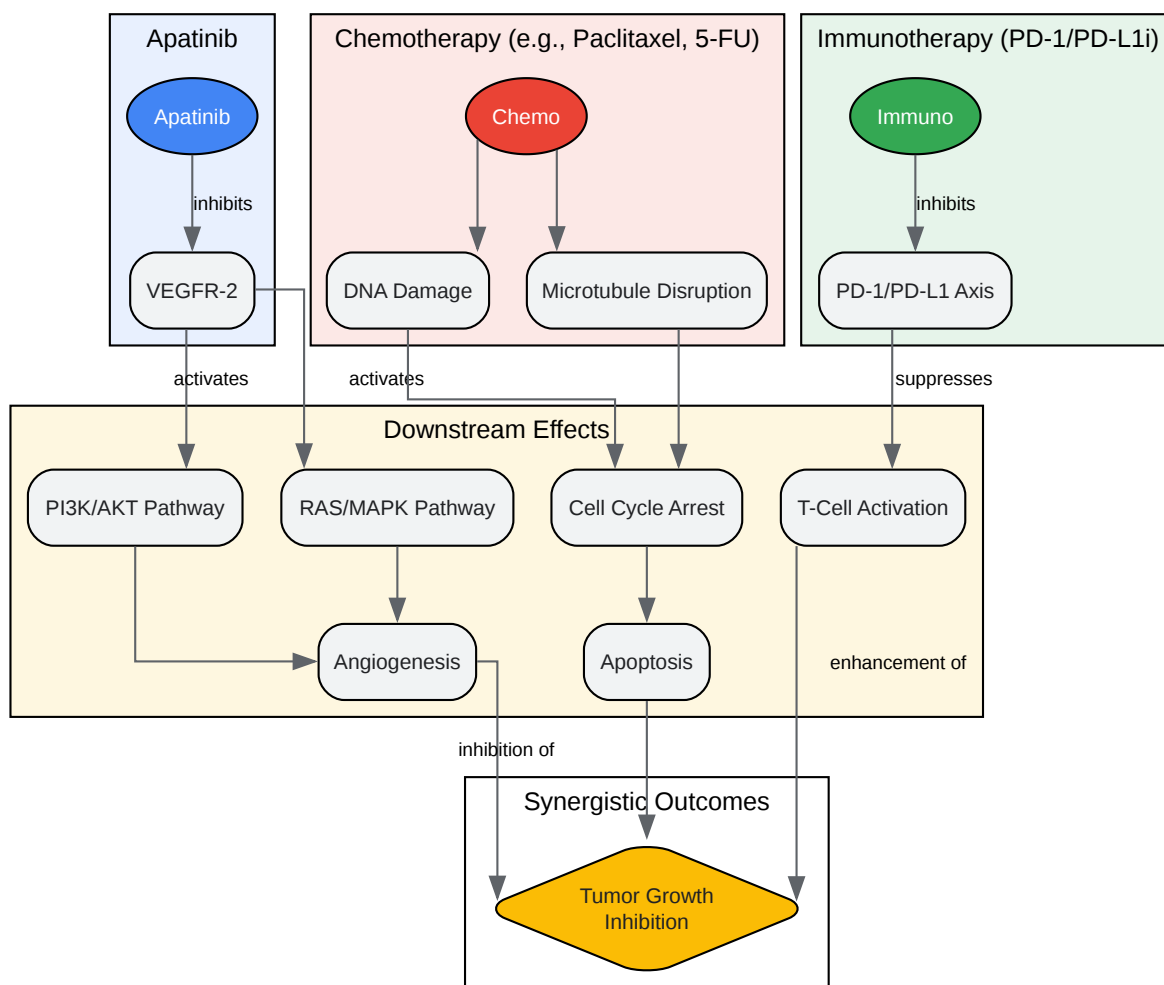 Apatinib
Chemotherapy (e.g., Paclitaxel, 5-FU)
Immunotherapy (PD-1/PD-L1i)
Apatinib
Chemo
Immuno
inhibits
inhibits
VEGFR-2
DNA Damage
Microtubule Disruption
PD-1/PD-L1 Axis
activates
activates
suppresses
Downstream Effects
PI3K/AKT Pathway
RAS/MAPK Pathway
Cell Cycle Arrest
T-Cell Activation
Angiogenesis
Apoptosis
enhancement of
inhibition of
Synergistic Outcomes
Tumor Growth
Inhibition